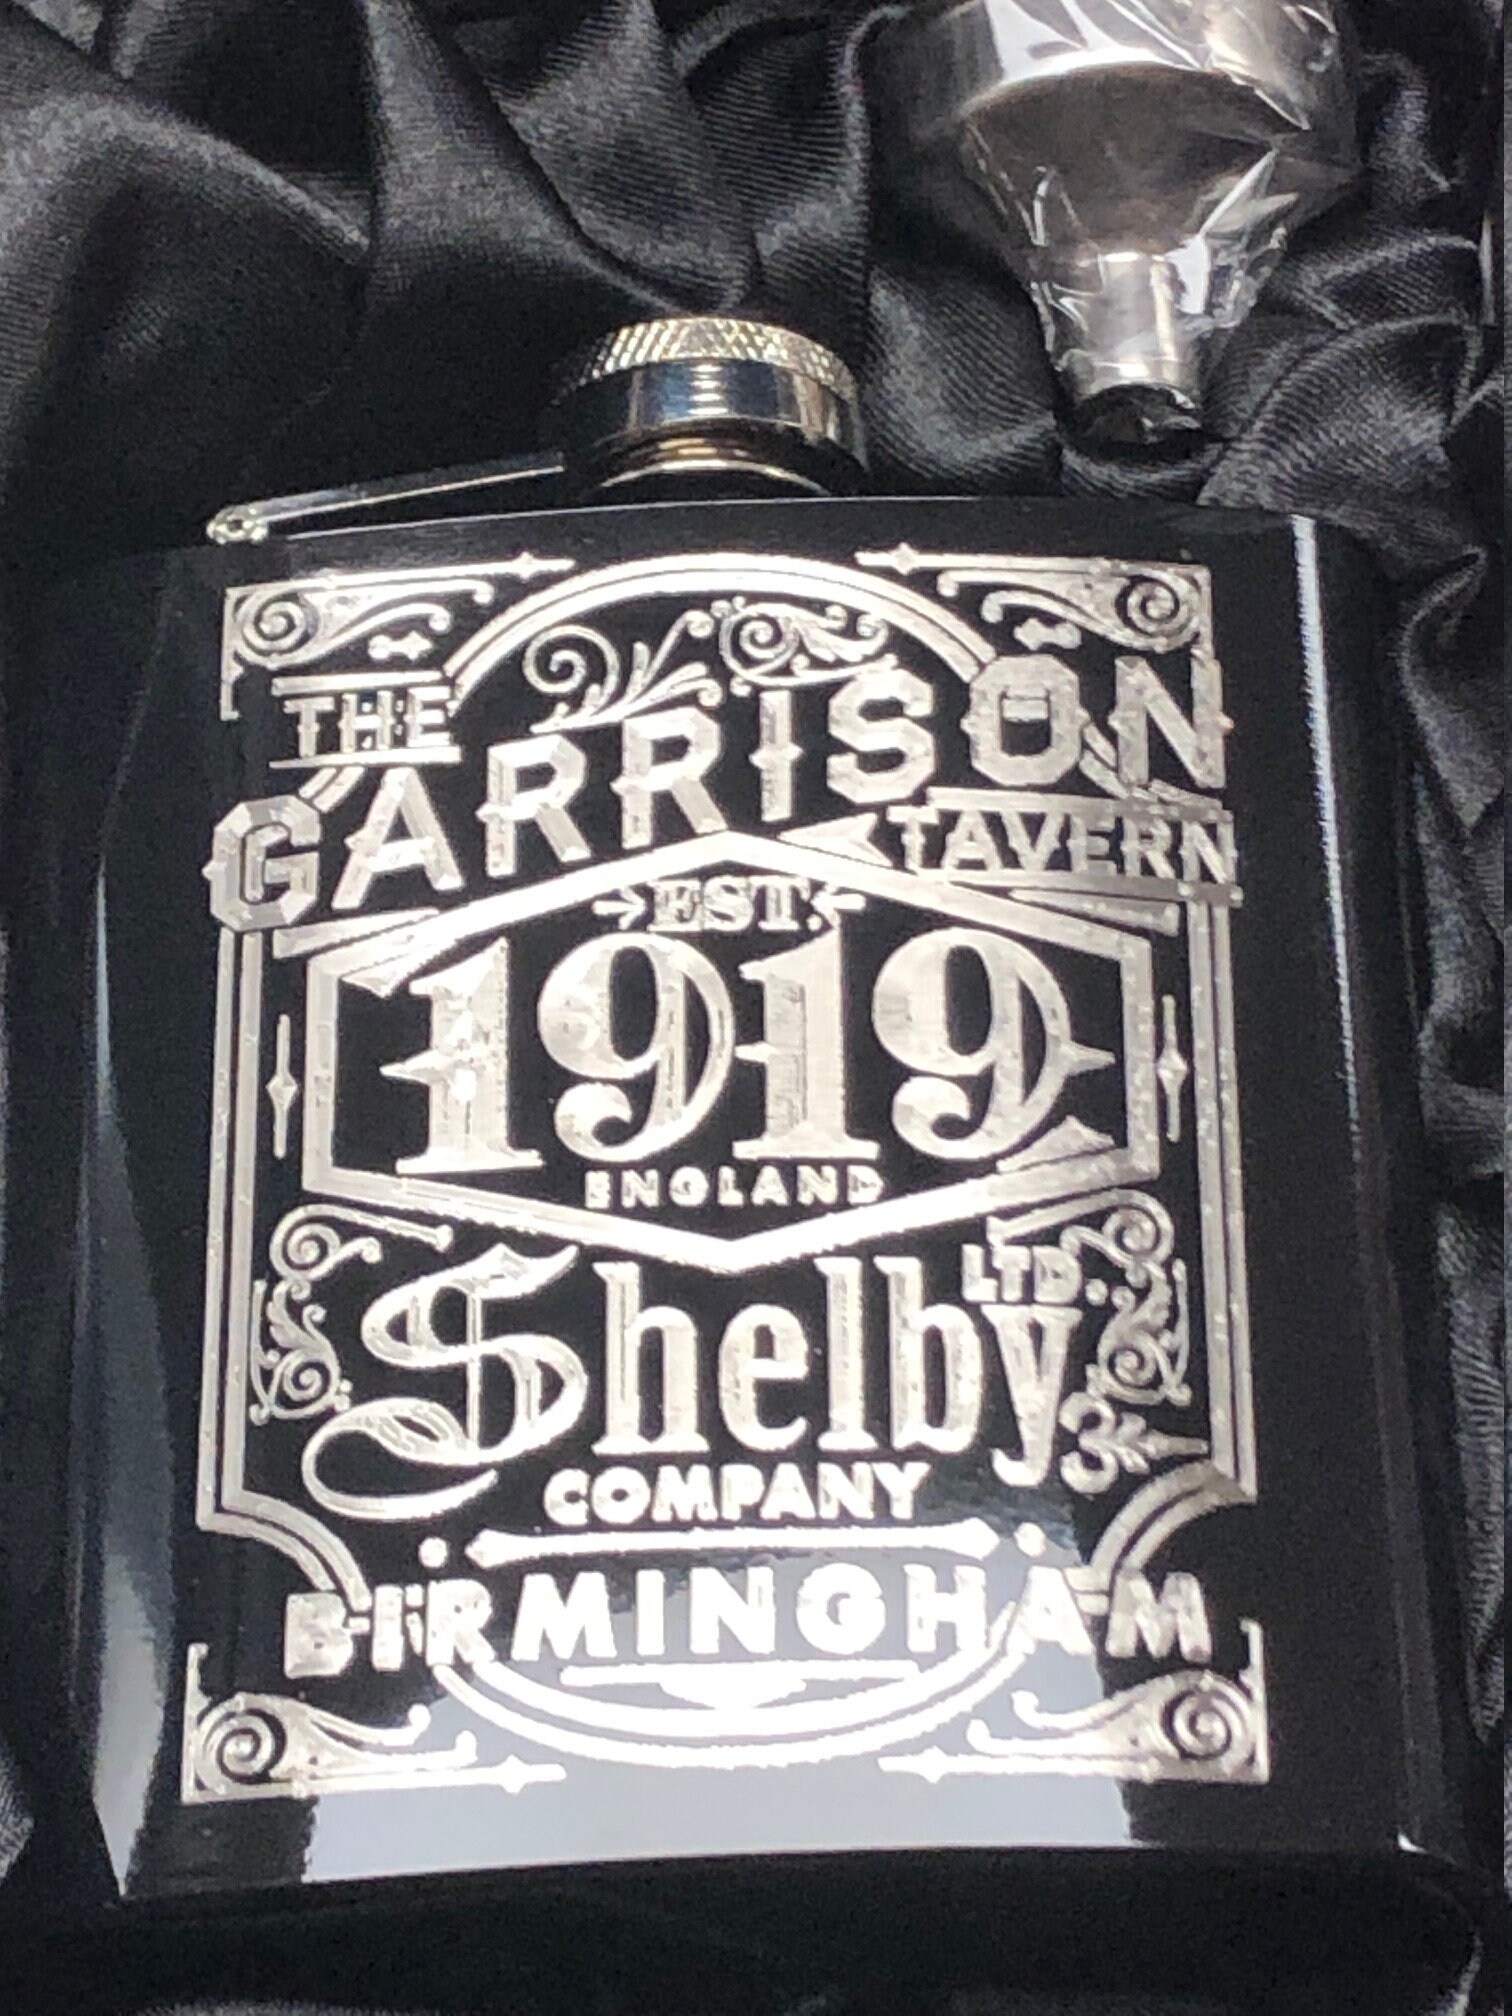 THE
GARRISON
TAVERN
EST.
1919
ENGLAND
Shelby LTD.
COMPANY
BIRMINGHAM